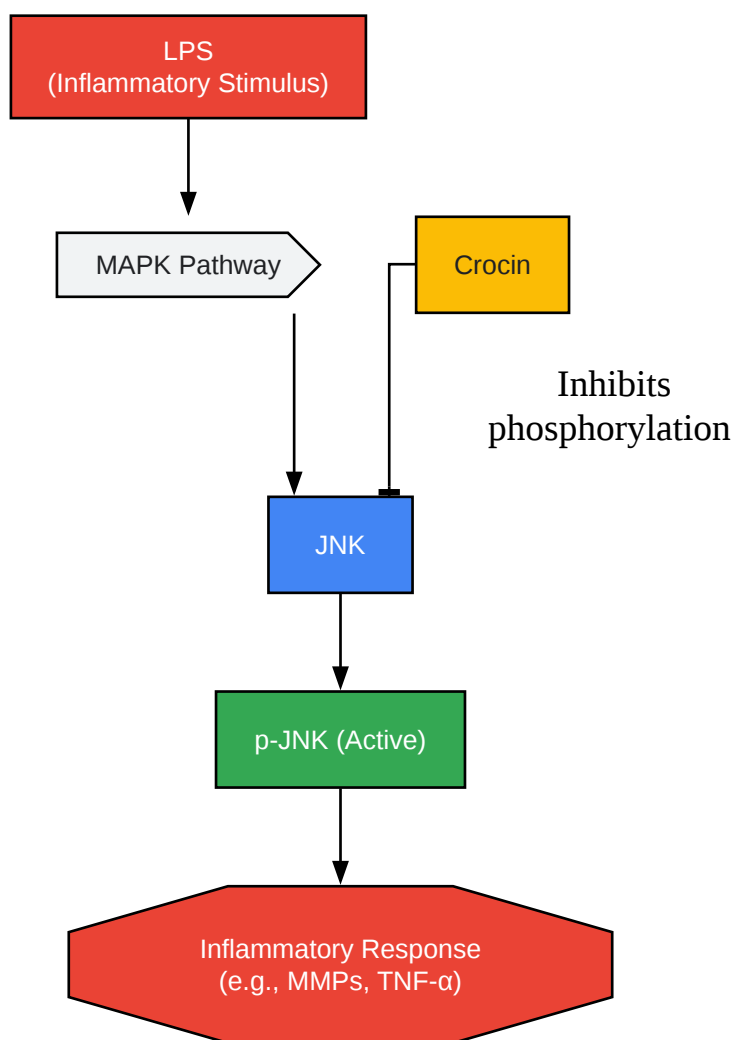 LPS
(Inflammatory Stimulus)
MAPK Pathway
Crocin
Inhibits
phosphorylation
JNK
p-JNK (Active)
Inflammatory Response
(e.g., MMPs, TNF-α)